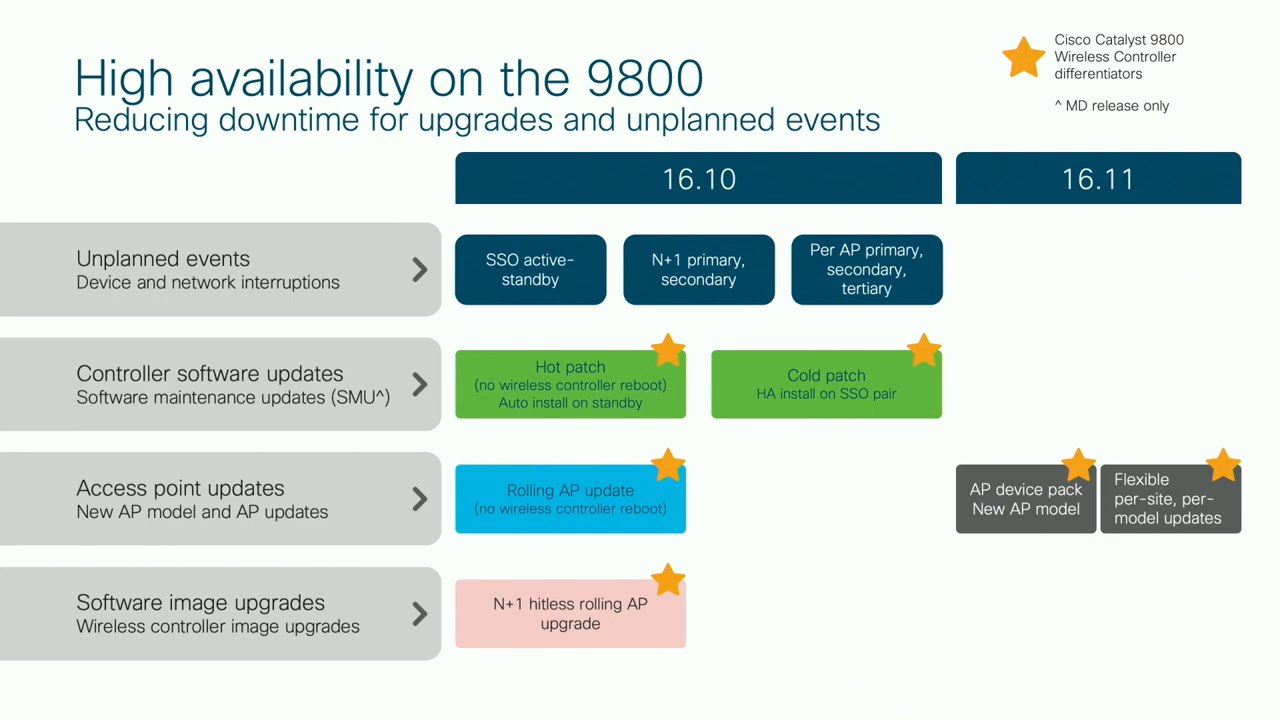 Cisco Catalyst 9800
Wireless Controller
differentiators
^ MD release only
High availability on the 9800
Reducing downtime for upgrades and unplanned events
16.10
16.11
Unplanned events
Device and network interruptions
SSO active-
standby
N+1 primary,
secondary
Per AP primary,
secondary,
tertiary
Controller software updates
Software maintenance updates (SMU^)
Hot patch
(no wireless controller reboot)
Auto install on standby
Cold patch
HA install on SSO pair
Access point updates
New AP model and AP updates
Rolling AP update
(no wireless controller reboot)
AP device pack
New AP model
Flexible
per-site, per-
model updates
Software image upgrades
Wireless controller image upgrades
N+1 hitless rolling AP
upgrade